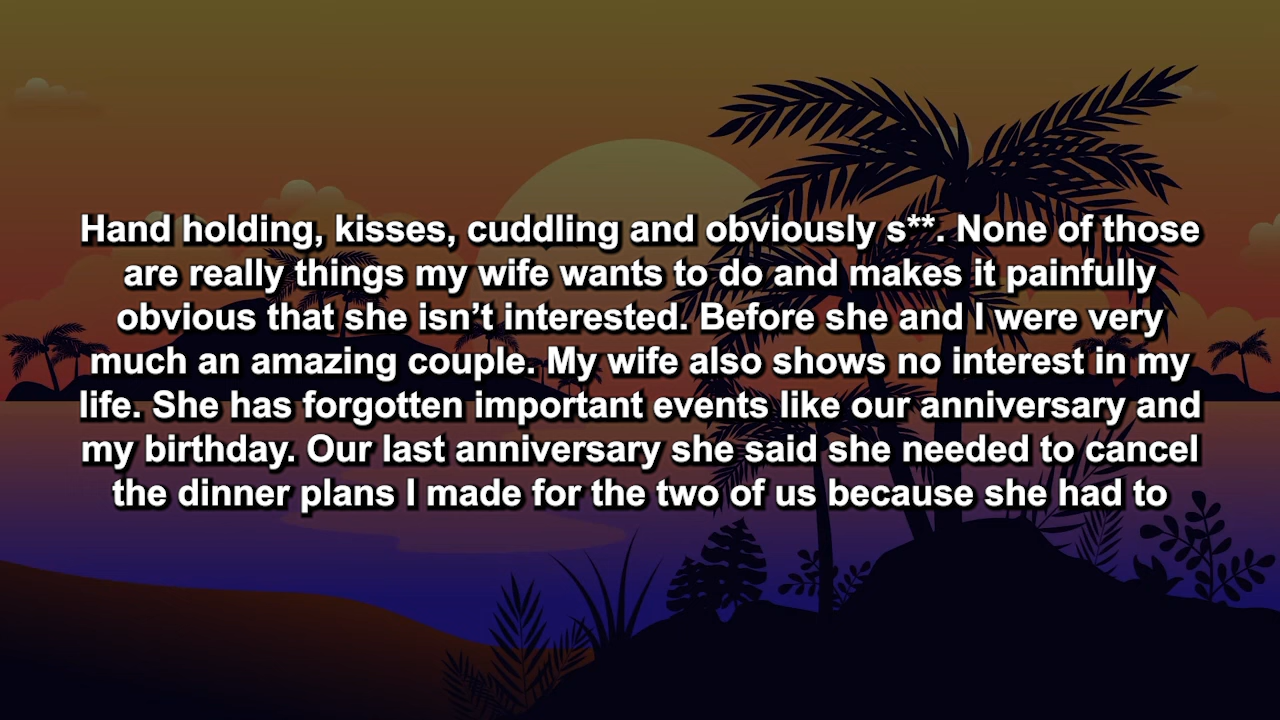 Hand holding, kisses, cuddling and obviously s**. None of those
are really things my wife wants to do and makes it painfully
obvious that she isn’t interested. Before she and I were very
much an amazing couple. My wife also shows no interest in my
life. She has forgotten important events like our anniversary and
my birthday. Our last anniversary she said she needed to cancel
the dinner plans I made for the two of us because she had to